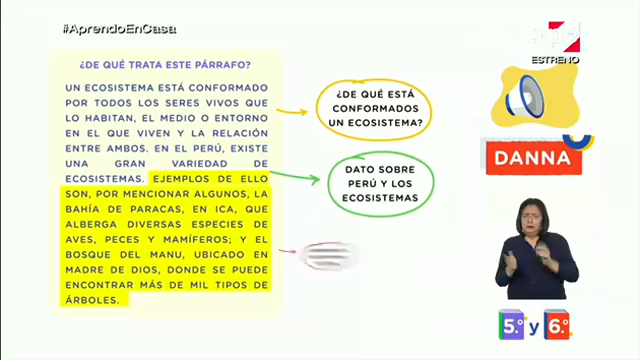 #AprendoEnCasa
ESTRENO
¿DE QUÉ TRATA ESTE PÁRRAFO?
UN ECOSISTEMA ESTÁ CONFORMADO
POR TODOS LOS SERES VIVOS QUE
LO HABITAN, EL MEDIO O ENTORNO
EN EL QUE VIVEN Y LA RELACIÓN
ENTRE AMBOS. EN EL PERÚ, EXISTE
UNA GRAN VARIEDAD DE
ECOSISTEMAS. EJEMPLOS DE ELLO
SON, POR MENCIONAR ALGUNOS, LA
BAHÍA DE PARACAS, EN ICA, QUE
ALBERGA DIVERSAS ESPECIES DE
AVES, PECES Y MAMÍFEROS; Y EL
BOSQUE DEL MANU, UBICADO EN
MADRE DE DIOS, DONDE SE PUEDE
ENCONTRAR MÁS DE MIL TIPOS DE
ÁRBOLES.
¿DE QUÉ ESTÁ
CONFORMADOS
UN ECOSISTEMA?
DATO SOBRE
PERÚ Y LOS
ECOSISTEMAS
DANNA
5.º y 6.º